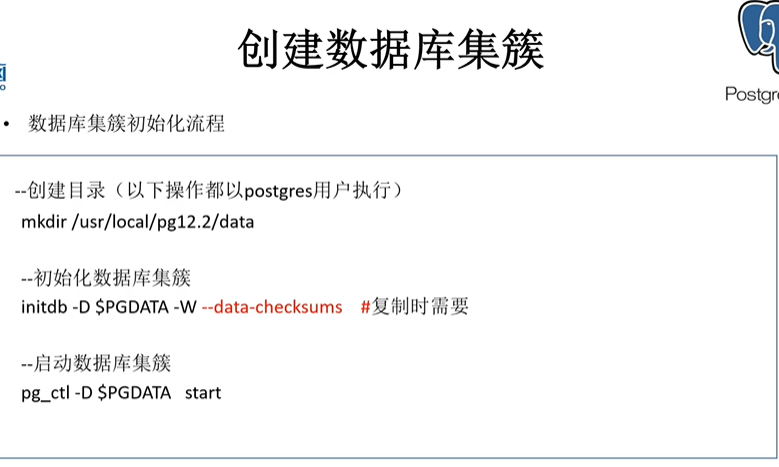 创建数据库集簇
Postgre
• 数据库集簇初始化流程
--创建目录（以下操作都以postgres用户执行）
mkdir /usr/local/pg12.2/data
--初始化数据库集簇
initdb -D $PGDATA -W --data-checksums #复制时需要
--启动数据库集簇
pg_ctl -D $PGDATA start